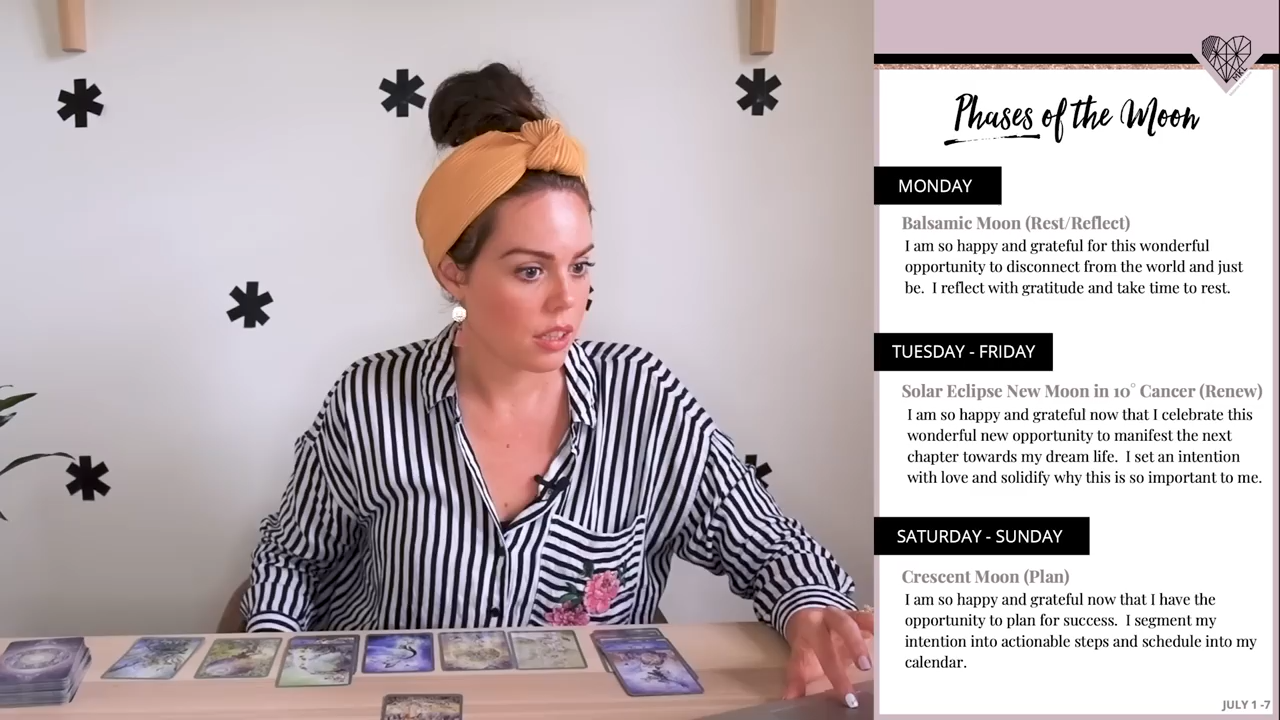 Phases of the Moon
MONDAY
Balsamic Moon (Rest/Reflect)
I am so happy and grateful for this wonderful
opportunity to disconnect from the world and just
be.  I reflect with gratitude and take time to rest.
TUESDAY - FRIDAY
Solar Eclipse New Moon in 10° Cancer (Renew)
I am so happy and grateful now that I celebrate this
wonderful new opportunity to manifest the next
chapter towards my dream life.  I set an intention
with love and solidify why this is so important to me.
SATURDAY - SUNDAY
Crescent Moon (Plan)
I am so happy and grateful now that I have the
opportunity to plan for success.  I segment my
intention into actionable steps and schedule into my
calendar.
JULY 1 -7